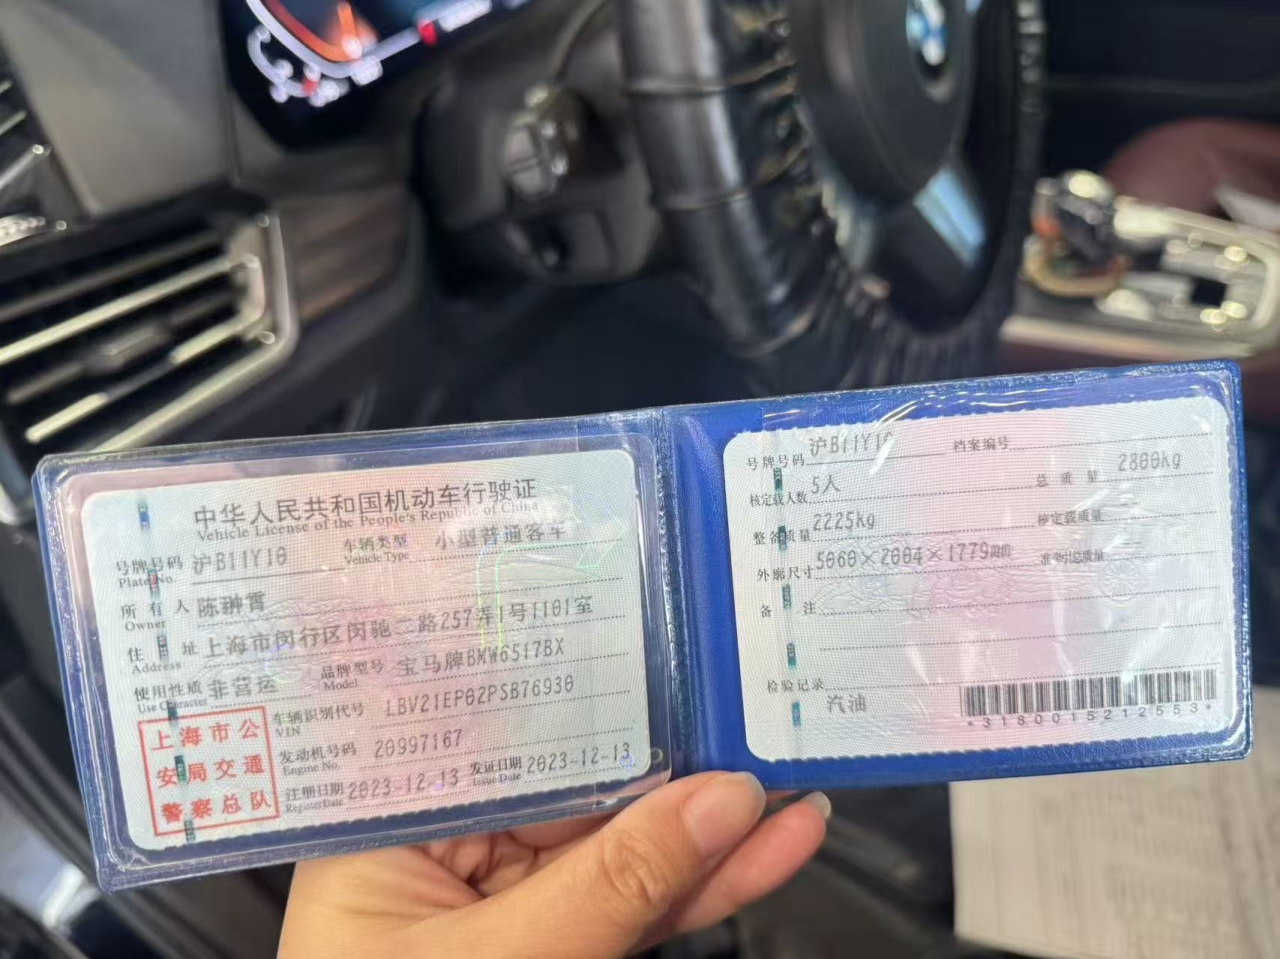 中华人民共和国机动车行驶证
Vehicle License of the People's Republic of China
号牌号码 沪B11Y10 车辆类型 小型普通客车
Plate No. Vehicle Type
所有人 陈翀霄
Owner
住址 上海市闵行区闵驰二路257弄1号1101室
Address
使用性质 非营运 品牌型号 宝马牌BMW6517BX
Use Character Model
车辆识别代号 LBV21EP02PSB76930
VIN
发动机号码 20997167
Engine No.
注册日期 2023-12-13 发证日期 2023-12-13
Register Date Issue Date
上海市公
安局交通
警察总队
号牌号码 沪B11Y10 档案编号
核定载人数 5人 总质量 2800kg
整备质量 2225kg 核定载质量
外廓尺寸 5060×2004×1779mm 准牵引总质量
备注
检验记录
汽油
*3180015212553*